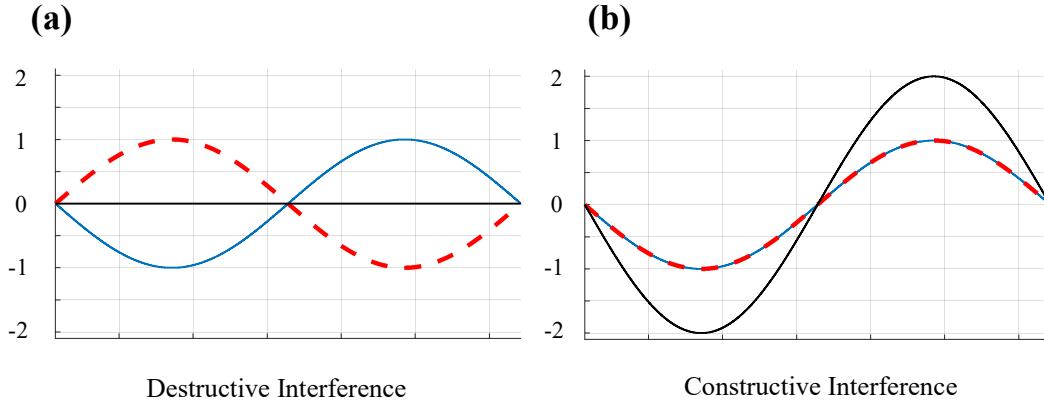 (a)
(b)
2
1
0
-1
-2
2
1
0
-1
-2
Destructive Interference
Constructive Interference